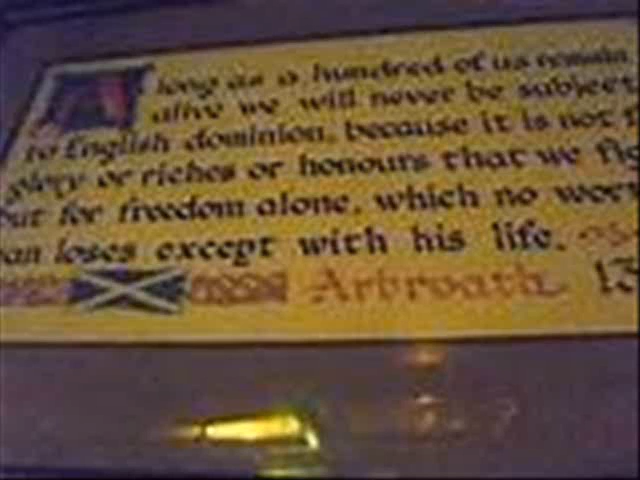 long as a hundred of us remain
alive we will never be subject
to English dominion, because it is not f
glory or riches or honours that we fig
but for freedom alone, which no wor
an loses except with his life.
Arbroath 13